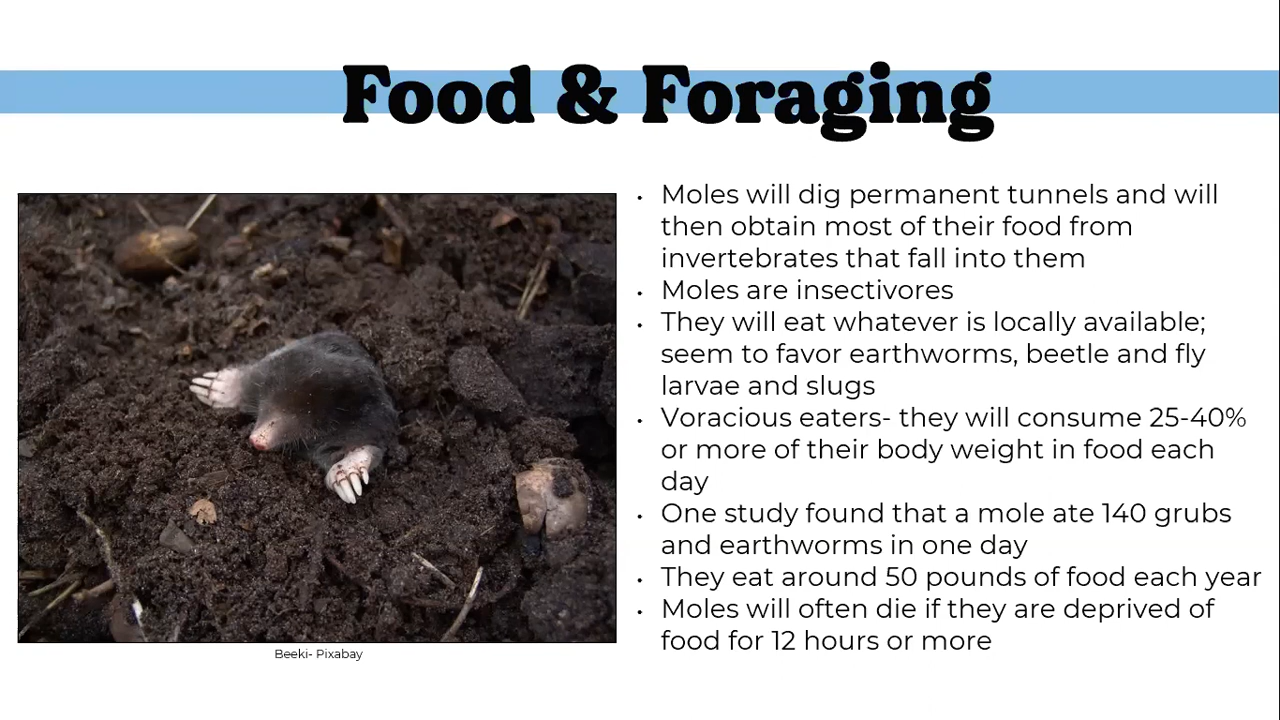 Food & Foraging
• Moles will dig permanent tunnels and will
then obtain most of their food from
invertebrates that fall into them
• Moles are insectivores
• They will eat whatever is locally available;
seem to favor earthworms, beetle and fly
larvae and slugs
• Voracious eaters- they will consume 25-40%
or more of their body weight in food each
day
• One study found that a mole ate 140 grubs
and earthworms in one day
• They eat around 50 pounds of food each year
• Moles will often die if they are deprived of
food for 12 hours or more
Beeki- Pixabay